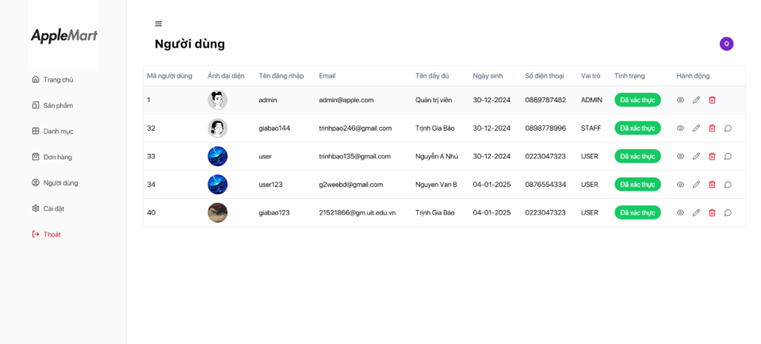 AppleMart
Trang chủ
Sản phẩm
Danh mục
Đơn hàng
Người dùng
Cài đặt
Thoát
Người dùng
Q
Mã người dùng Ảnh đại diện Tên đăng nhập Email Tên đầy đủ Ngày sinh Số điện thoại Vai trò Tình trạng Hành động
1 admin admin@apple.com Quản trị viên 30-12-2024 0869787482 ADMIN Đã xác thực
32 giabao144 trinhpao246@gmail.com Trịnh Gia Bảo 30-12-2024 0898778996 STAFF Đã xác thực
33 user trinhbao135@gmail.com Nguyễn A Nhú 30-12-2024 0223047323 USER Đã xác thực
34 user123 g2weebd@gmail.com Nguyen Van B 04-01-2025 0876554334 USER Đã xác thực
40 giabao123 21521866@gm.uit.edu.vn Trịnh Gia Bảo 04-01-2025 0223047323 USER Đã xác thực